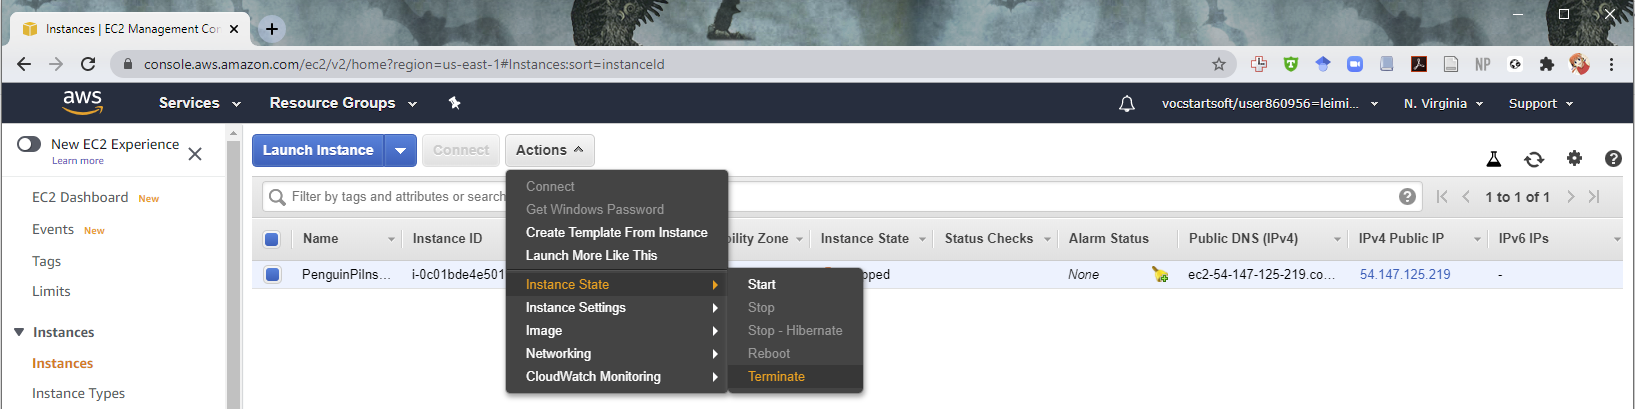 Instances | EC2 Management Con
console.aws.amazon.com/ec2/v2/home?region=us-east-1#Instances:sort=instanceId
NP
aws Services Resource Groups vocstartsoft/user860956=leimi... N. Virginia Support
New EC2 Experience
Learn more
Launch Instance Connect Actions
EC2 Dashboard New
Events New
Tags
Limits
Instances
Instances
Instance Types
Connect
Get Windows Password
Create Template From Instance
Launch More Like This
Instance State
Instance Settings
Image
Networking
CloudWatch Monitoring
Start
Stop
Stop - Hibernate
Reboot
Terminate
Filter by tags and attributes or search 1 to 1 of 1
Name Instance ID Zone Instance State Status Checks Alarm Status Public DNS (IPv4) IPv4 Public IP IPv6 IPs
PenguinPiIns... i-0c01bde4e501 None ec2-54-147-125-219.co... 54.147.125.219 -